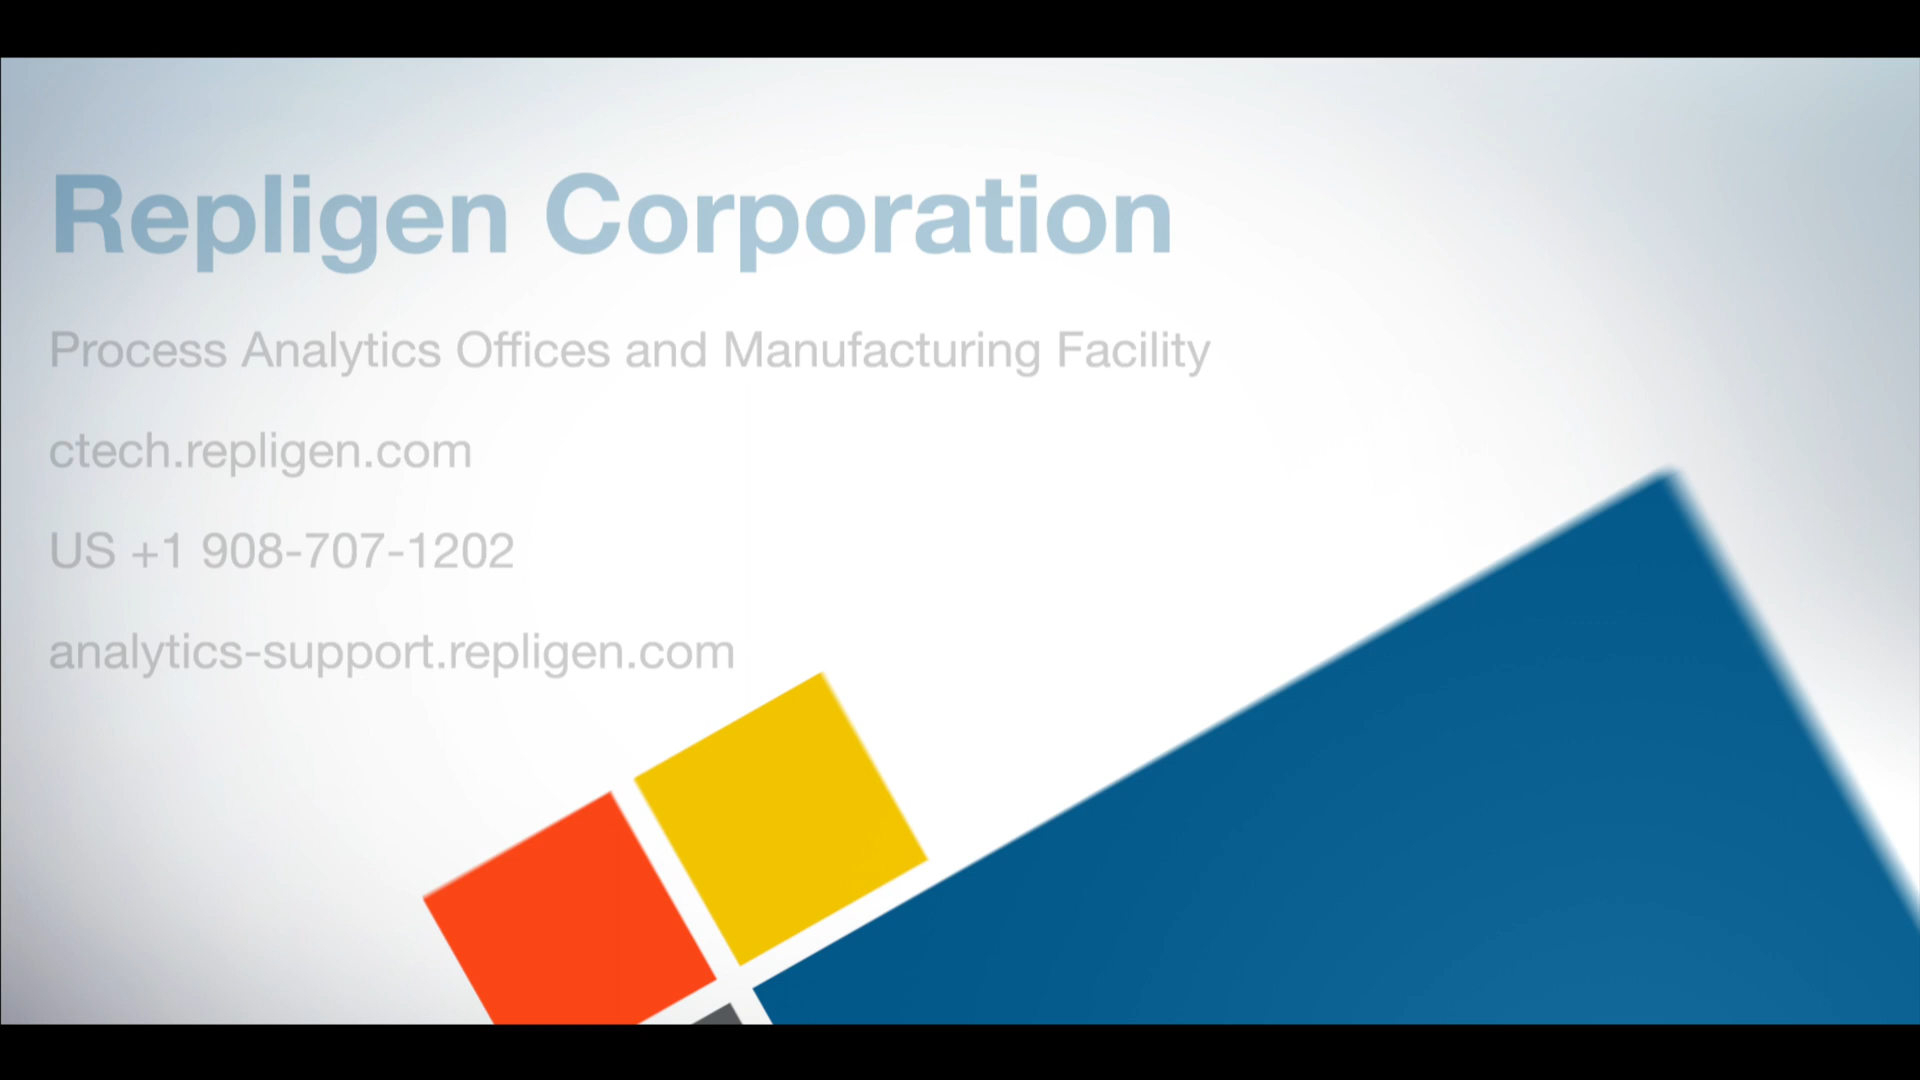 Repligen Corporation
Process Analytics Offices and Manufacturing Facility
ctech.repligen.com
US +1 908-707-1202
analytics-support.repligen.com